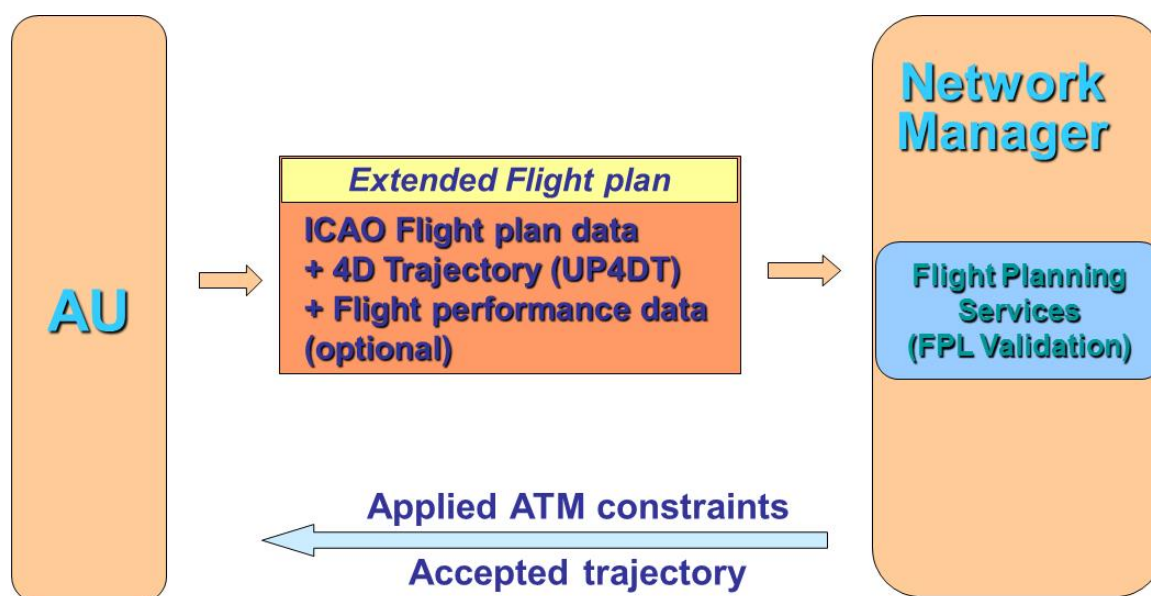 AU
Extended Flight plan
ICAO Flight plan data
+ 4D Trajectory (UP4DT)
+ Flight performance data
(optional)
Network
Manager
Flight Planning
Services
(FPL Validation)
Applied ATM constraints
Accepted trajectory